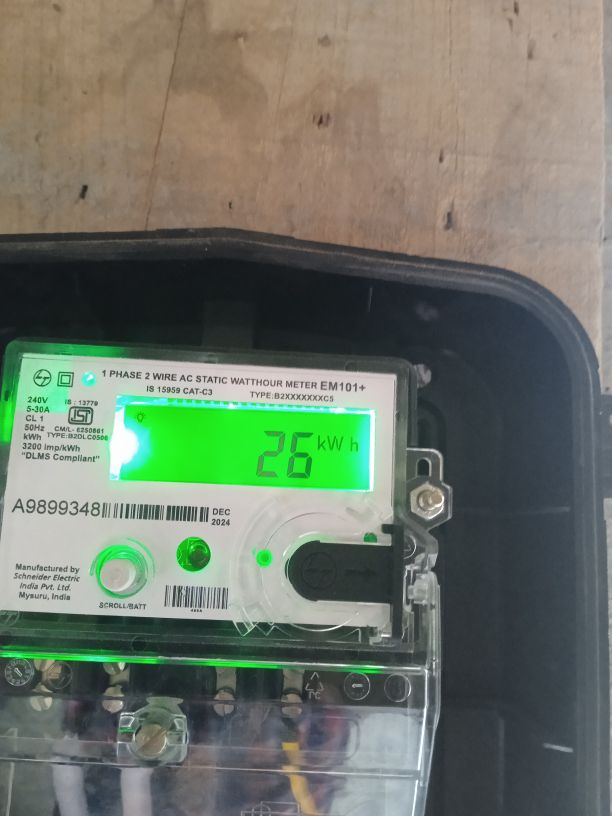 1 PHASE 2 WIRE AC STATIC WATTHOUR METER EM101+
IS 15959 CAT-C3 TYPE:B2XXXXXXXC5
240V
5-30A
CL 1
50Hz
kWh
3200 imp/kWh
"DLMS Compliant"
IS : 13779
ISI
CM/L- 6250861
TYPE:B2DLC0506
26 kWh
A9899348
DEC
2024
Manufactured by
Schneider Electric
India Pvt. Ltd.
Mysuru, India
SCROLL/BATT
PC